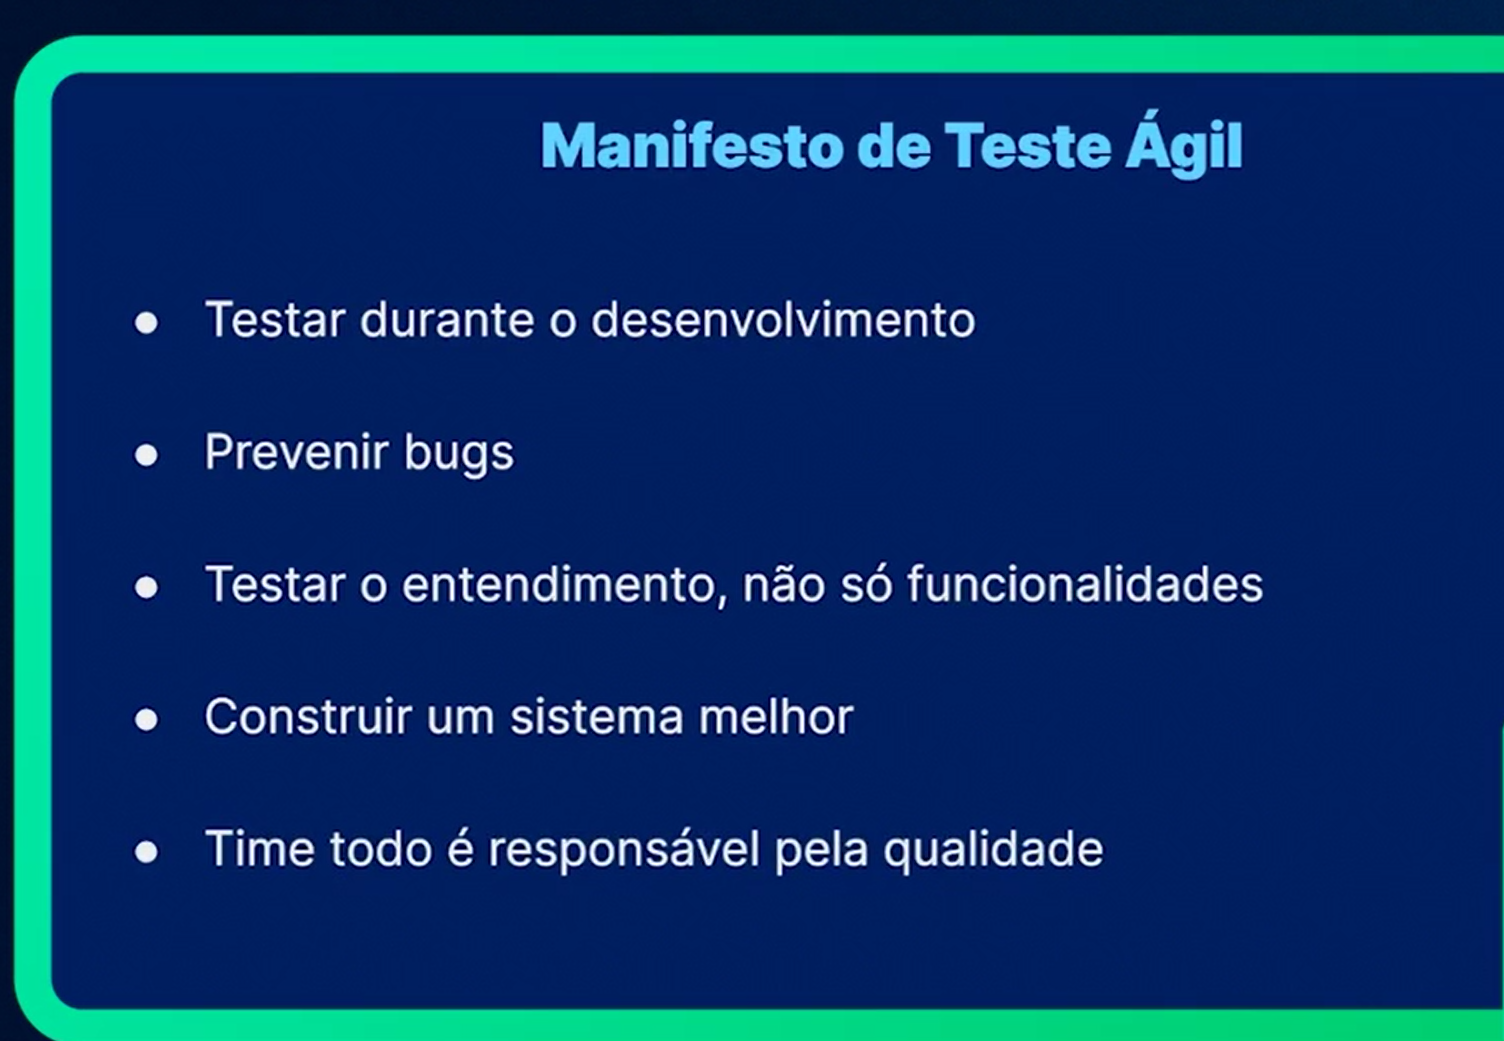 Manifesto de Teste Ágil
● Testar durante o desenvolvimento
● Prevenir bugs
● Testar o entendimento, não só funcionalidades
● Construir um sistema melhor
● Time todo é responsável pela qualidade